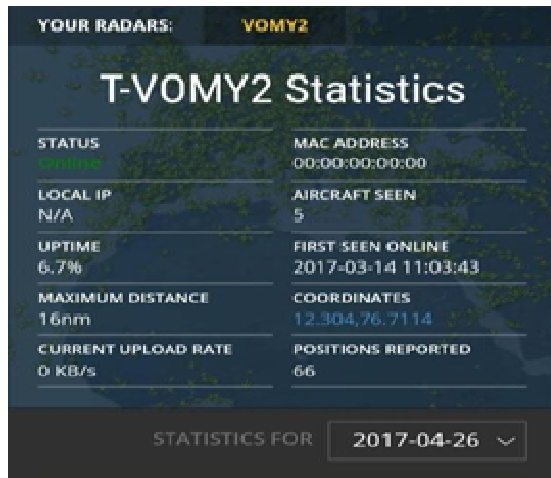 YOUR RADARS: VOMY2
T-VOMY2 Statistics
STATUS MAC ADDRESS
Online 00:00:00:00:00
LOCAL IP AIRCRAFT SEEN
N/A 5
UPTIME FIRST SEEN ONLINE
6.7% 2017-03-14 11:03:43
MAXIMUM DISTANCE COORDINATES
16nm 12.304,76.7114
CURRENT UPLOAD RATE POSITIONS REPORTED
0 KB/s 66
STATISTICS FOR 2017-04-26